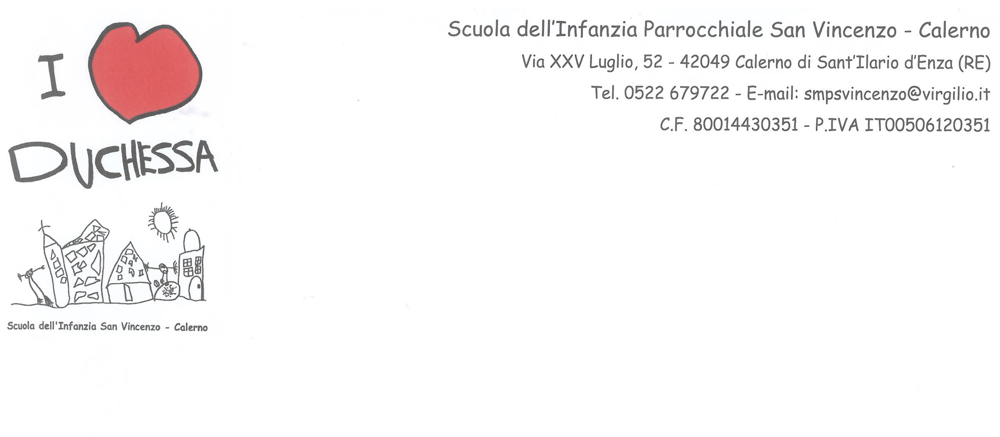 I
DUCHESSA
Scuola dell'Infanzia San Vincenzo - Calerno
Scuola dell'Infanzia Parrocchiale San Vincenzo - Calerno
Via XXV Luglio, 52 - 42049 Calerno di Sant'Ilario d'Enza (RE)
Tel. 0522 679722 - E-mail: smpsvincenzo@virgilio.it
C.F. 80014430351 - P.IVA IT00506120351